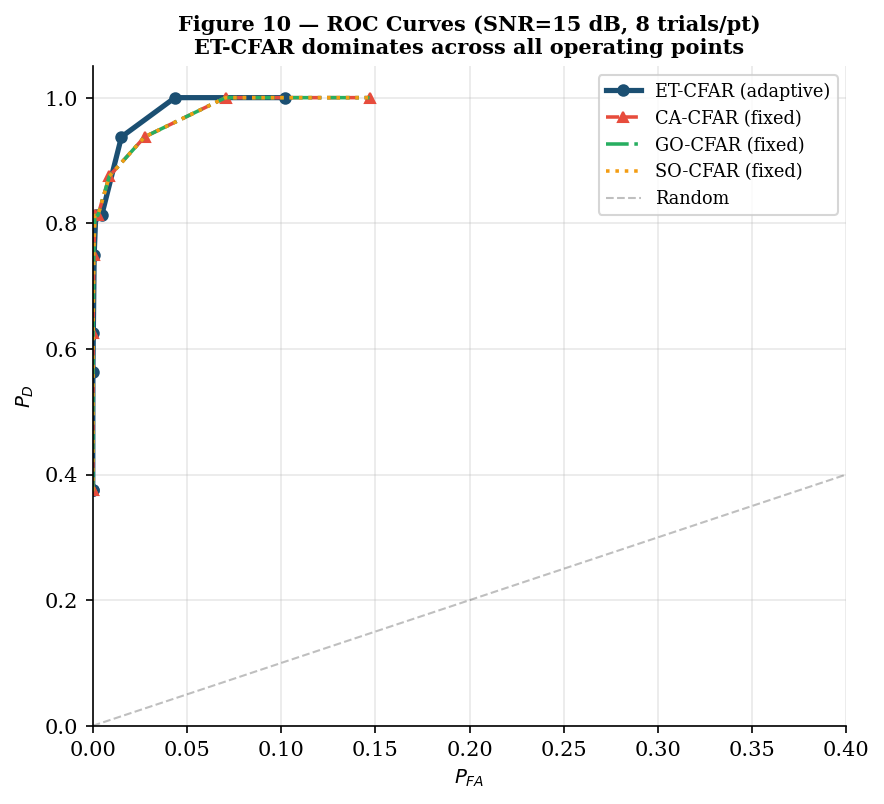 Figure 10 — ROC Curves (SNR=15 dB, 8 trials/pt)
ET-CFAR dominates across all operating points
ET-CFAR (adaptive)
CA-CFAR (fixed)
GO-CFAR (fixed)
SO-CFAR (fixed)
Random
1.0
0.8
0.6
0.4
0.2
0.0
P_D
0.00 0.05 0.10 0.15 0.20 0.25 0.30 0.35 0.40
P_FA